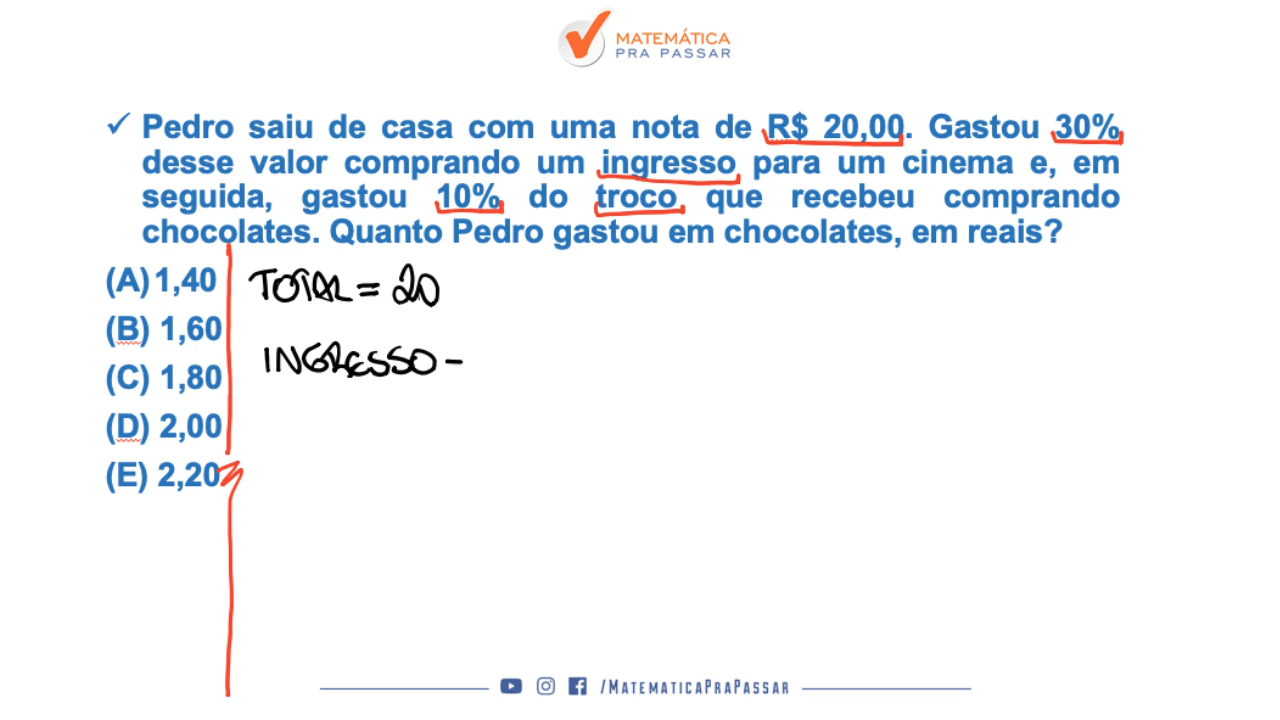 MATEMÁTICA
PRA PASSAR
✓ Pedro saiu de casa com uma nota de R$ 20,00. Gastou 30%
desse valor comprando um ingresso para um cinema e, em
seguida, gastou 10% do troco que recebeu comprando
chocolates. Quanto Pedro gastou em chocolates, em reais?
(A) 1,40
TOTAL = 20
(B) 1,60
INGRESSO -
(C) 1,80
(D) 2,00
(E) 2,20
/MATEMATICAPRAPASSAR